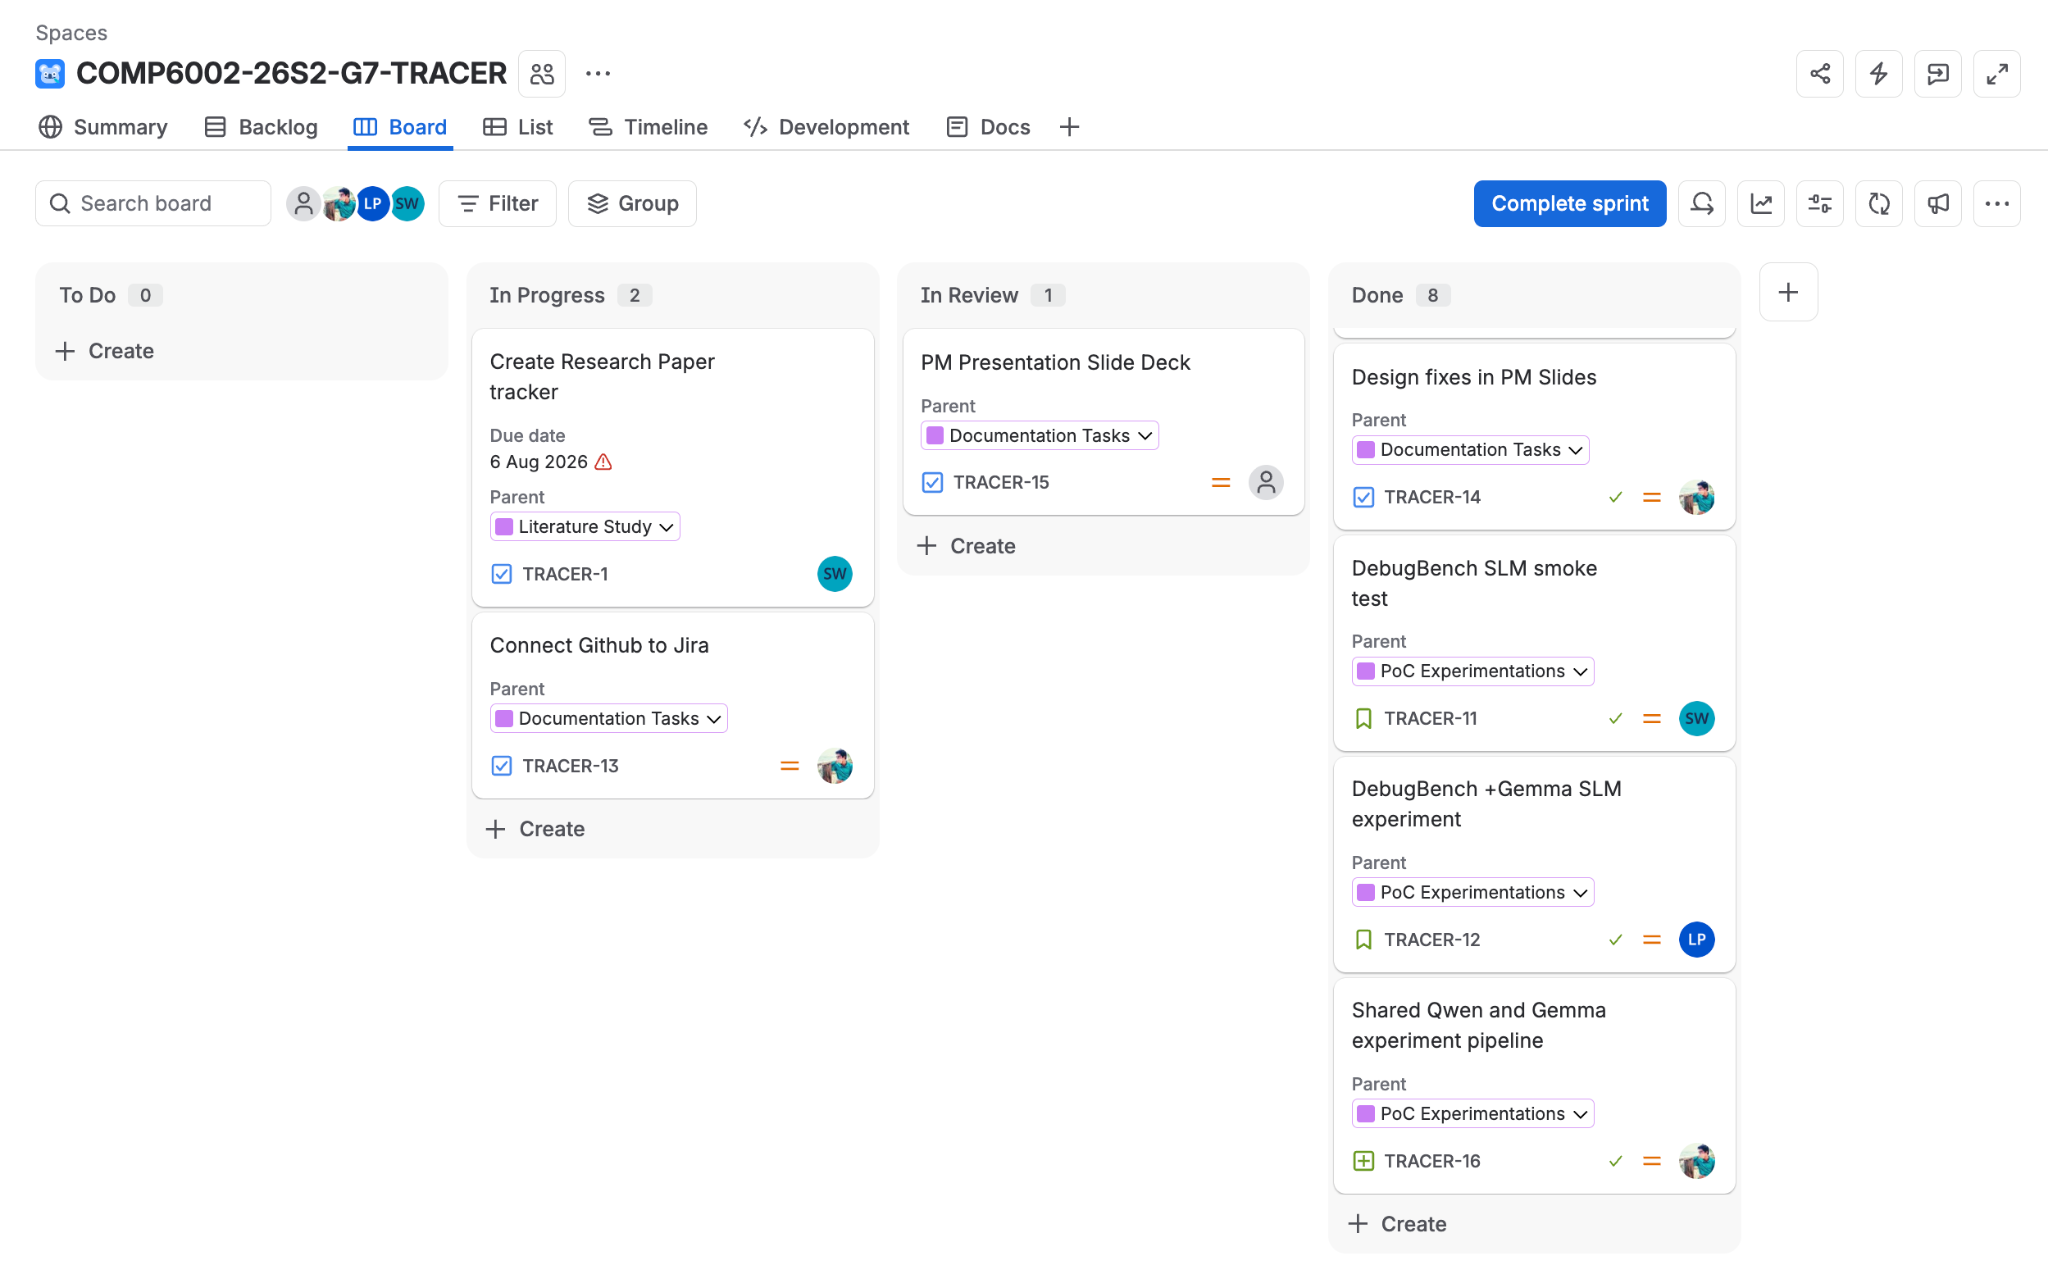 Spaces
COMP6002-26S2-G7-TRACER
Summary
Backlog
Board
List
Timeline
Development
Docs
Search board
LP
SW
Filter
Group
Complete sprint
To Do 0
Create
In Progress 2
Create Research Paper
tracker
Due date
6 Aug 2026
Parent
Literature Study
TRACER-1
SW
Connect Github to Jira
Parent
Documentation Tasks
TRACER-13
Create
In Review 1
PM Presentation Slide Deck
Parent
Documentation Tasks
TRACER-15
Create
Done 8
Design fixes in PM Slides
Parent
Documentation Tasks
TRACER-14
DebugBench SLM smoke
test
Parent
PoC Experimentations
TRACER-11
SW
DebugBench +Gemma SLM
experiment
Parent
PoC Experimentations
TRACER-12
LP
Shared Qwen and Gemma
experiment pipeline
Parent
PoC Experimentations
TRACER-16
Create